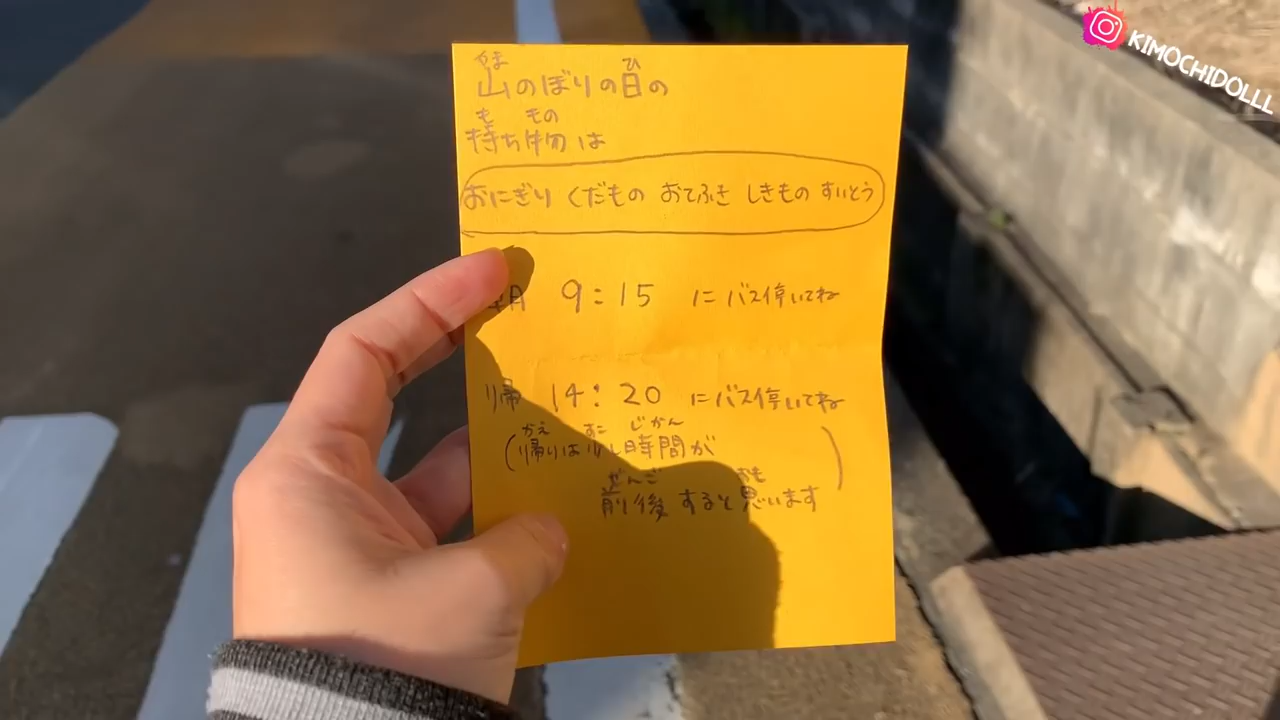 KIMOCHIDOLLL
やま ひ
山のぼりの日の
も もの
持ち物は
おにぎり くだもの おてふき しきもの すいとう
朝 9:15 にバス停いてね
帰 14:20 にバス停いてね
かえ すこ じかん
(帰りは少し時間が
ぜんご おも
前後すると思います)